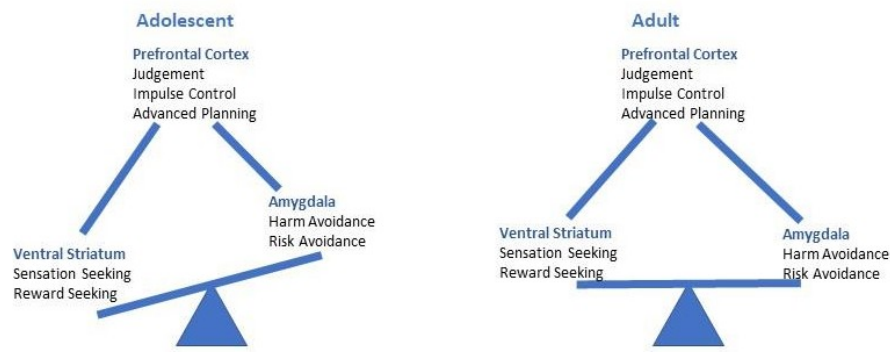 Adolescent
Prefrontal Cortex
Judgement
Impulse Control
Advanced Planning
Amygdala
Harm Avoidance
Risk Avoidance
Ventral Striatum
Sensation Seeking
Reward Seeking
Adult
Prefrontal Cortex
Judgement
Impulse Control
Advanced Planning
Ventral Striatum
Sensation Seeking
Reward Seeking
Amygdala
Harm Avoidance
Risk Avoidance